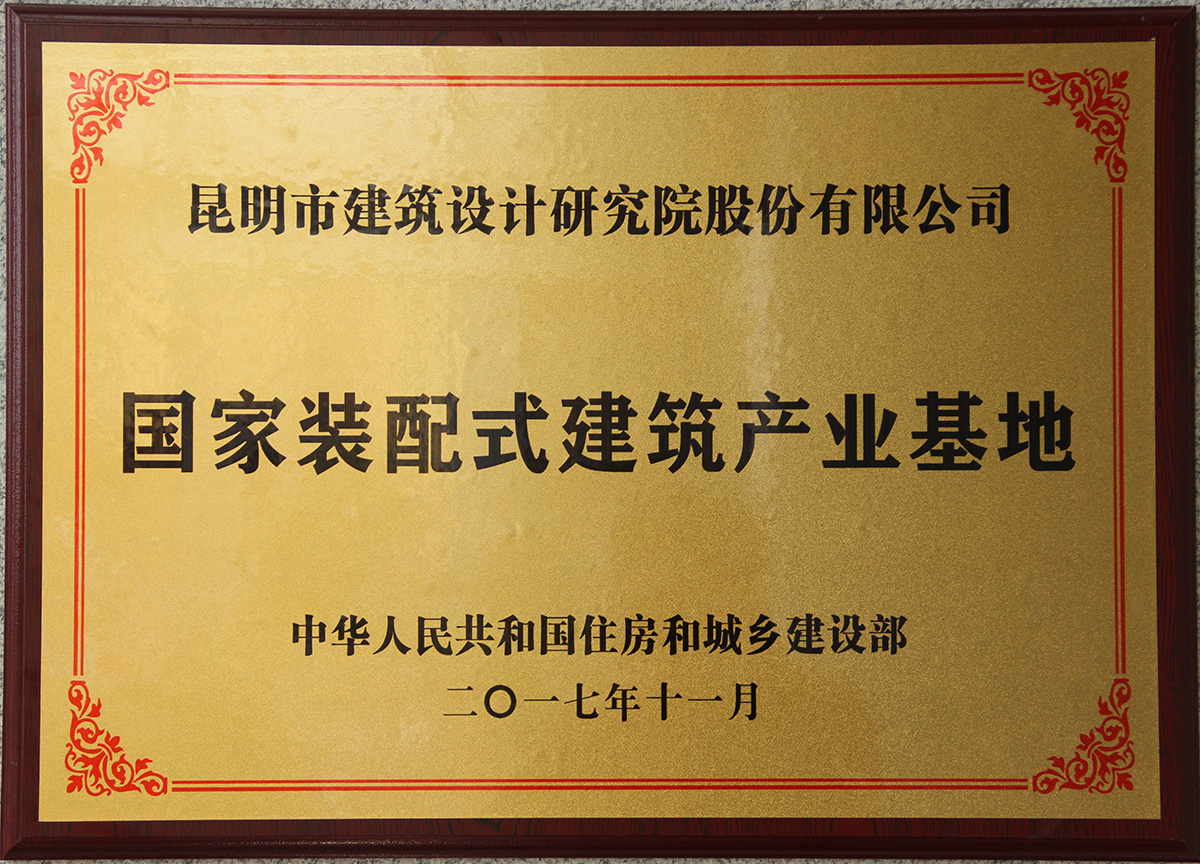 昆明市建筑设计研究院股份有限公司
国家装配式建筑产业基地
中华人民共和国住房和城乡建设部
二〇一七年十一月